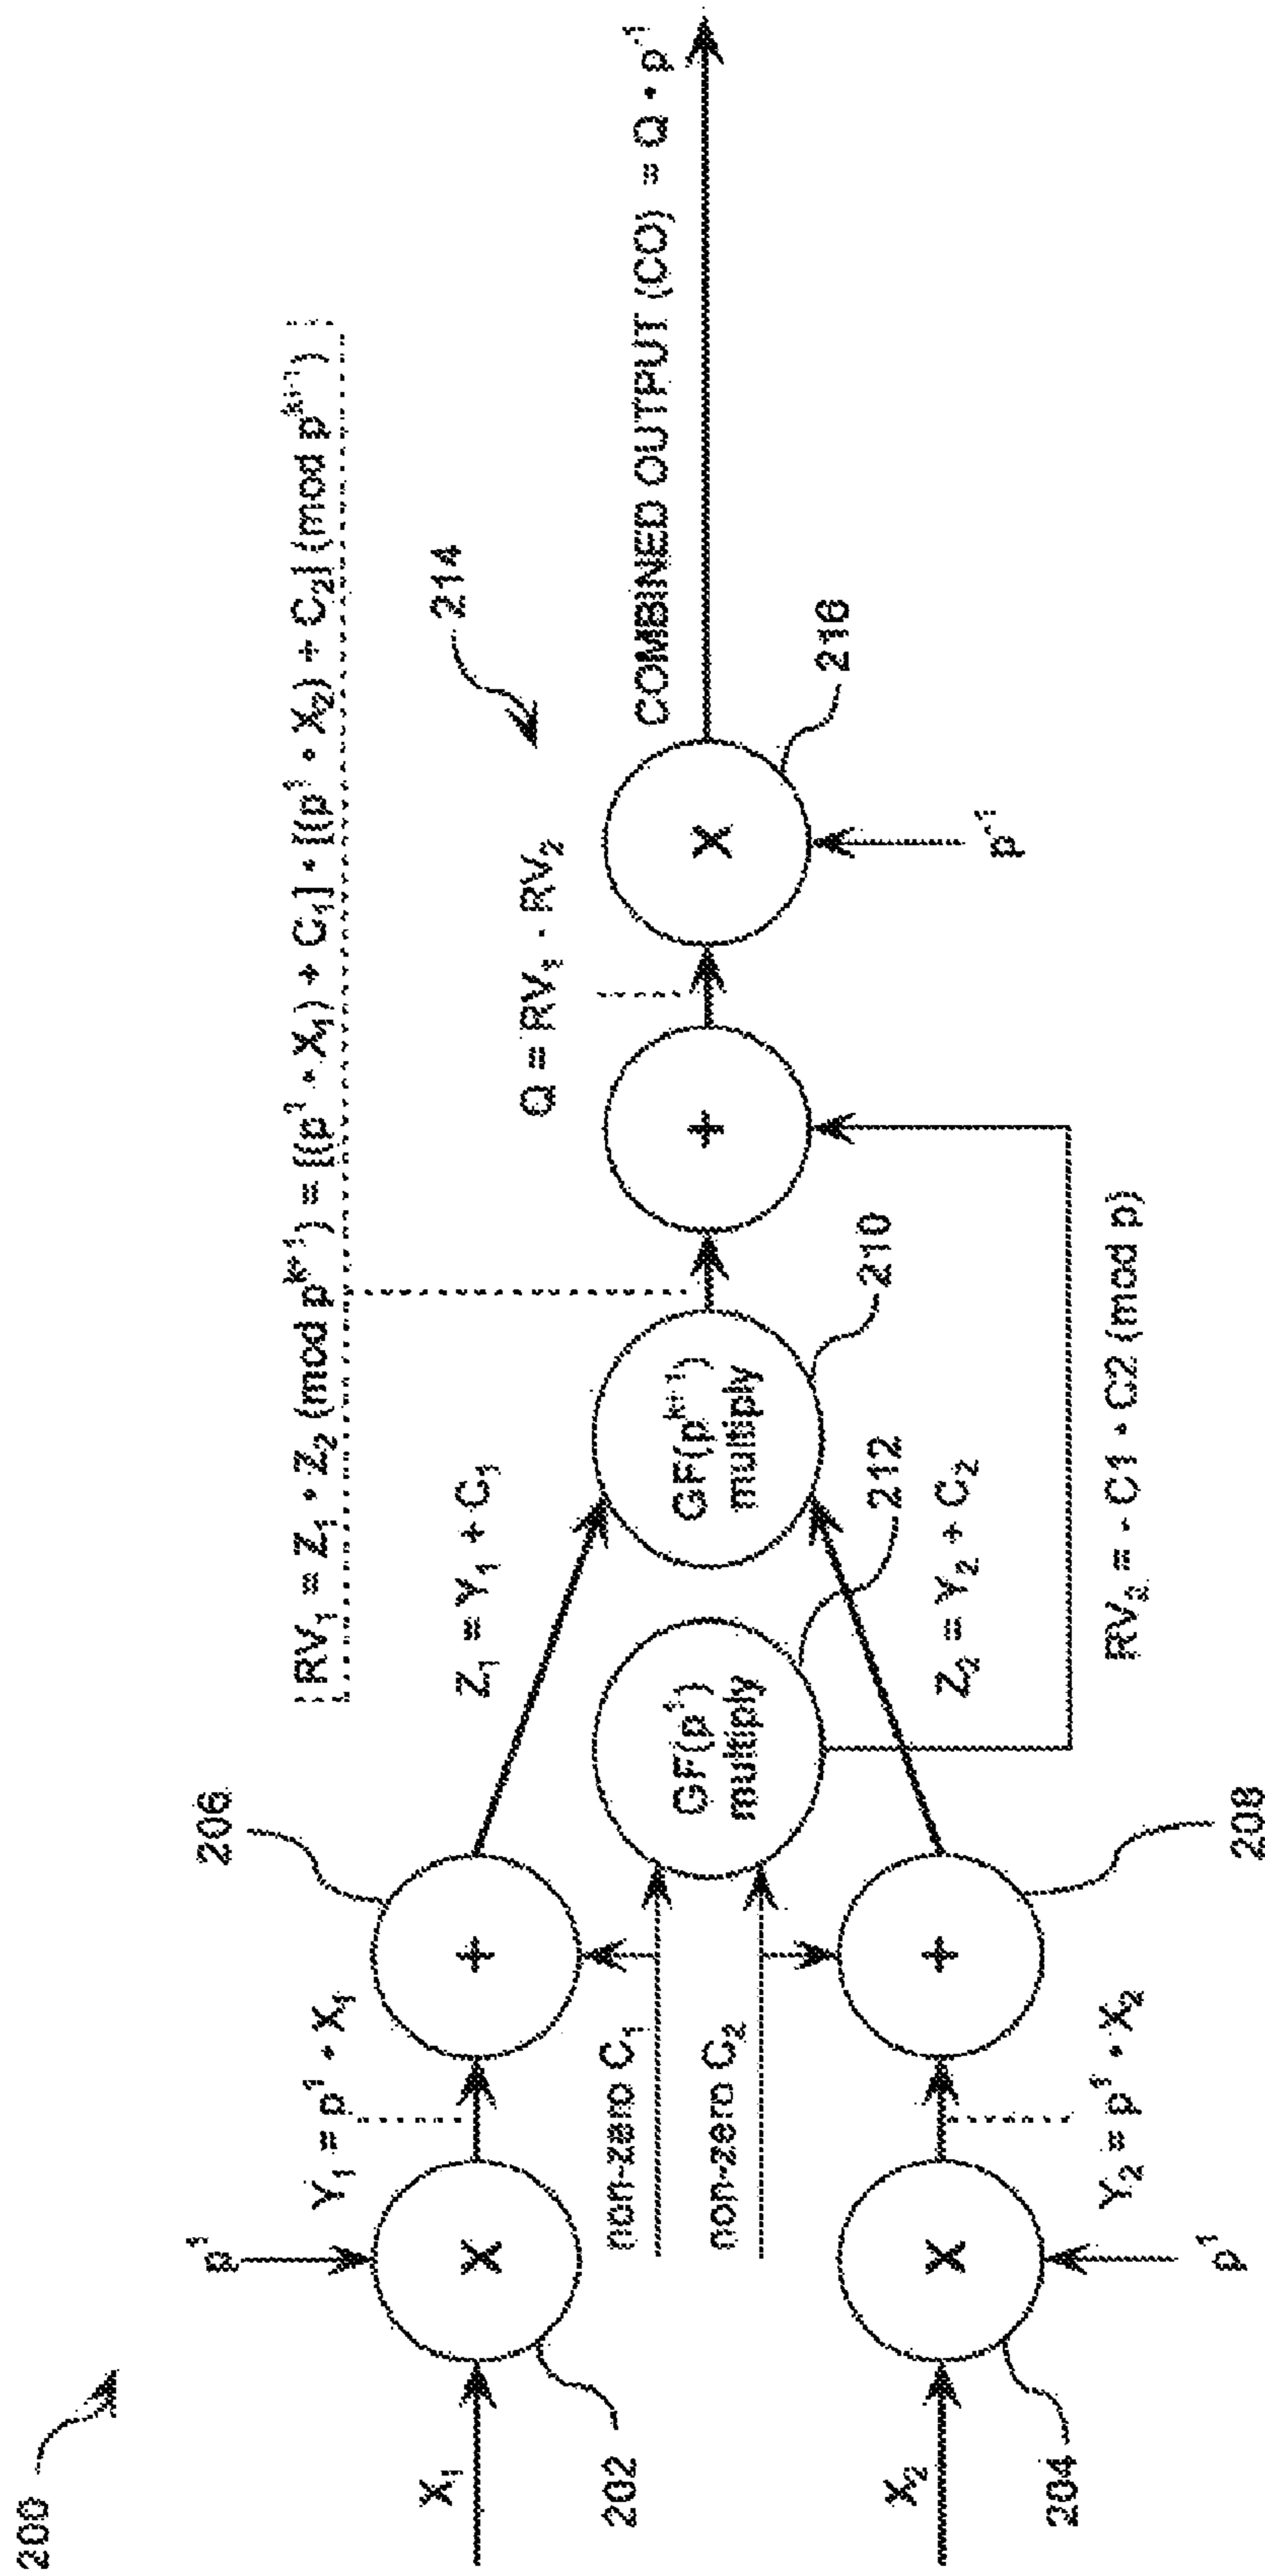 200
X₁
202
p¹
Y₁ = p¹ • X₁
X
+
206
non-zero C₁
non-zero C₂
X₂
204
p¹
Y₂ = p¹ • X₂
X
+
208
GF(p¹)
multiply
212
Z₁ = Y₁ + C₁
Z₂ = Y₂ + C₂
GF(pᵏ⁺¹)
multiply
210
RV₁ = Z₁ • Z₂ (mod pᵏ⁺¹) = [(p¹ • X₁) + C₁] • [(p¹ • X₂) + C₂] (mod pᵏ⁺¹)
RV₂ = - C1 • C2 (mod p)
+
Q = RV₁ - RV₂
214
X
216
p⁻¹
COMBINED OUTPUT (CO) = Q • p⁻¹